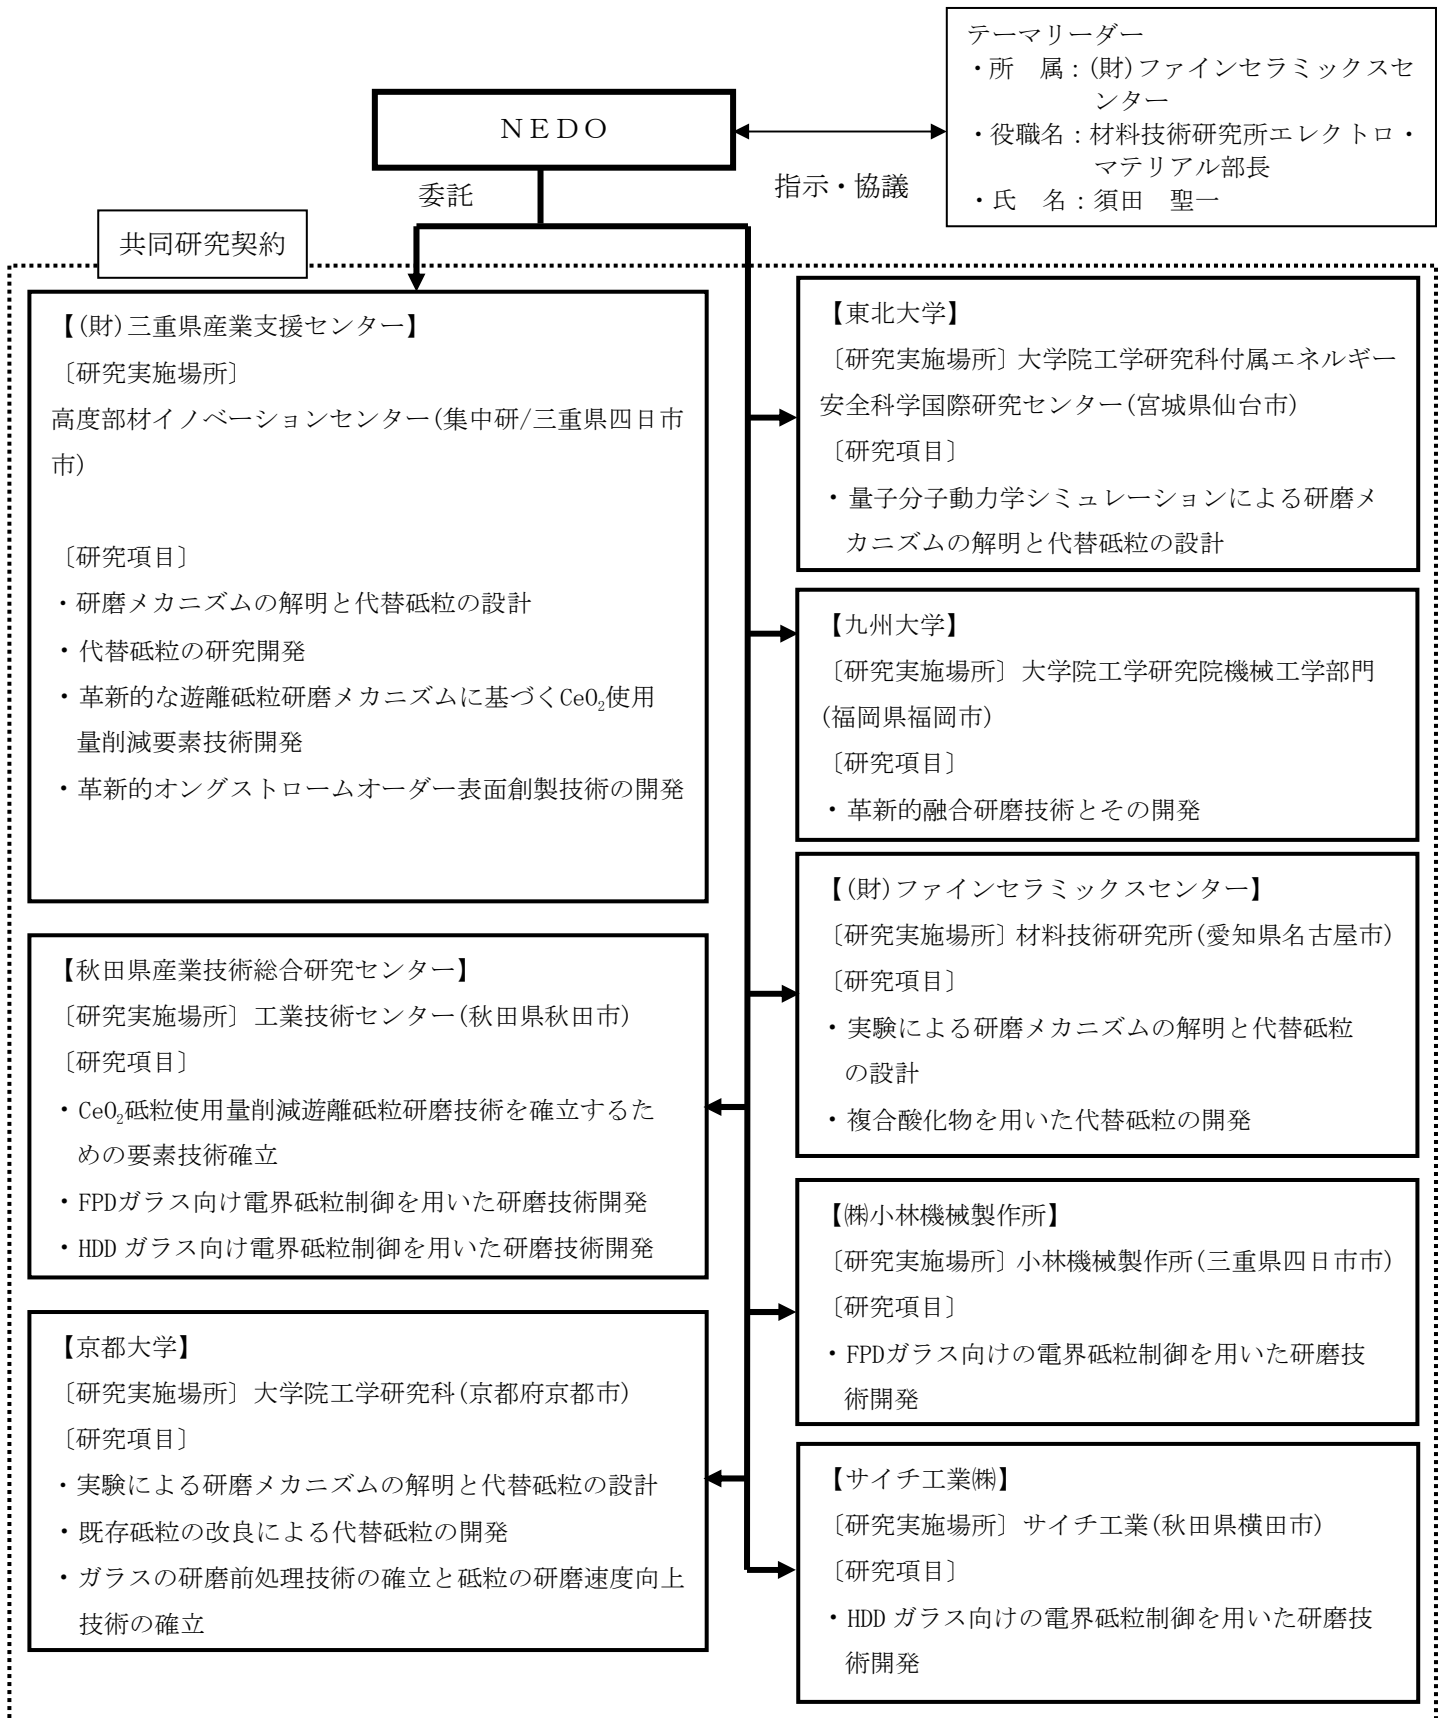 テーマリーダー
・所　属：(財)ファインセラミックスセ
ンター
・役職名：材料技術研究所エレクトロ・
マテリアル部長
・氏　名：須田　聖一
ＮＥＤＯ
委託
指示・協議
共同研究契約
【(財)三重県産業支援センター】
〔研究実施場所〕
高度部材イノベーションセンター(集中研/三重県四日市
市)
〔研究項目〕
・研磨メカニズムの解明と代替砥粒の設計
・代替砥粒の研究開発
・革新的な遊離砥粒研磨メカニズムに基づくCeO₂使用
量削減要素技術開発
・革新的オングストロームオーダー表面創製技術の開発
【秋田県産業技術総合研究センター】
〔研究実施場所〕工業技術センター(秋田県秋田市)
〔研究項目〕
・CeO₂砥粒使用量削減遊離砥粒研磨技術を確立するた
めの要素技術確立
・FPDガラス向け電界砥粒制御を用いた研磨技術開発
・HDD ガラス向け電界砥粒制御を用いた研磨技術開発
【京都大学】
〔研究実施場所〕大学院工学研究科(京都府京都市)
〔研究項目〕
・実験による研磨メカニズムの解明と代替砥粒の設計
・既存砥粒の改良による代替砥粒の開発
・ガラスの研磨前処理技術の確立と砥粒の研磨速度向上
技術の確立
【東北大学】
〔研究実施場所〕大学院工学研究科付属エネルギー
安全科学国際研究センター(宮城県仙台市)
〔研究項目〕
・量子分子動力学シミュレーションによる研磨メ
カニズムの解明と代替砥粒の設計
【九州大学】
〔研究実施場所〕大学院工学研究院機械工学部門
(福岡県福岡市)
〔研究項目〕
・革新的融合研磨技術とその開発
【(財)ファインセラミックスセンター】
〔研究実施場所〕材料技術研究所(愛知県名古屋市)
〔研究項目〕
・実験による研磨メカニズムの解明と代替砥粒
の設計
・複合酸化物を用いた代替砥粒の開発
【㈱小林機械製作所】
〔研究実施場所〕小林機械製作所(三重県四日市市)
〔研究項目〕
・FPDガラス向けの電界砥粒制御を用いた研磨技
術開発
【サイチ工業㈱】
〔研究実施場所〕サイチ工業(秋田県横田市)
〔研究項目〕
・HDD ガラス向けの電界砥粒制御を用いた研磨技
術開発